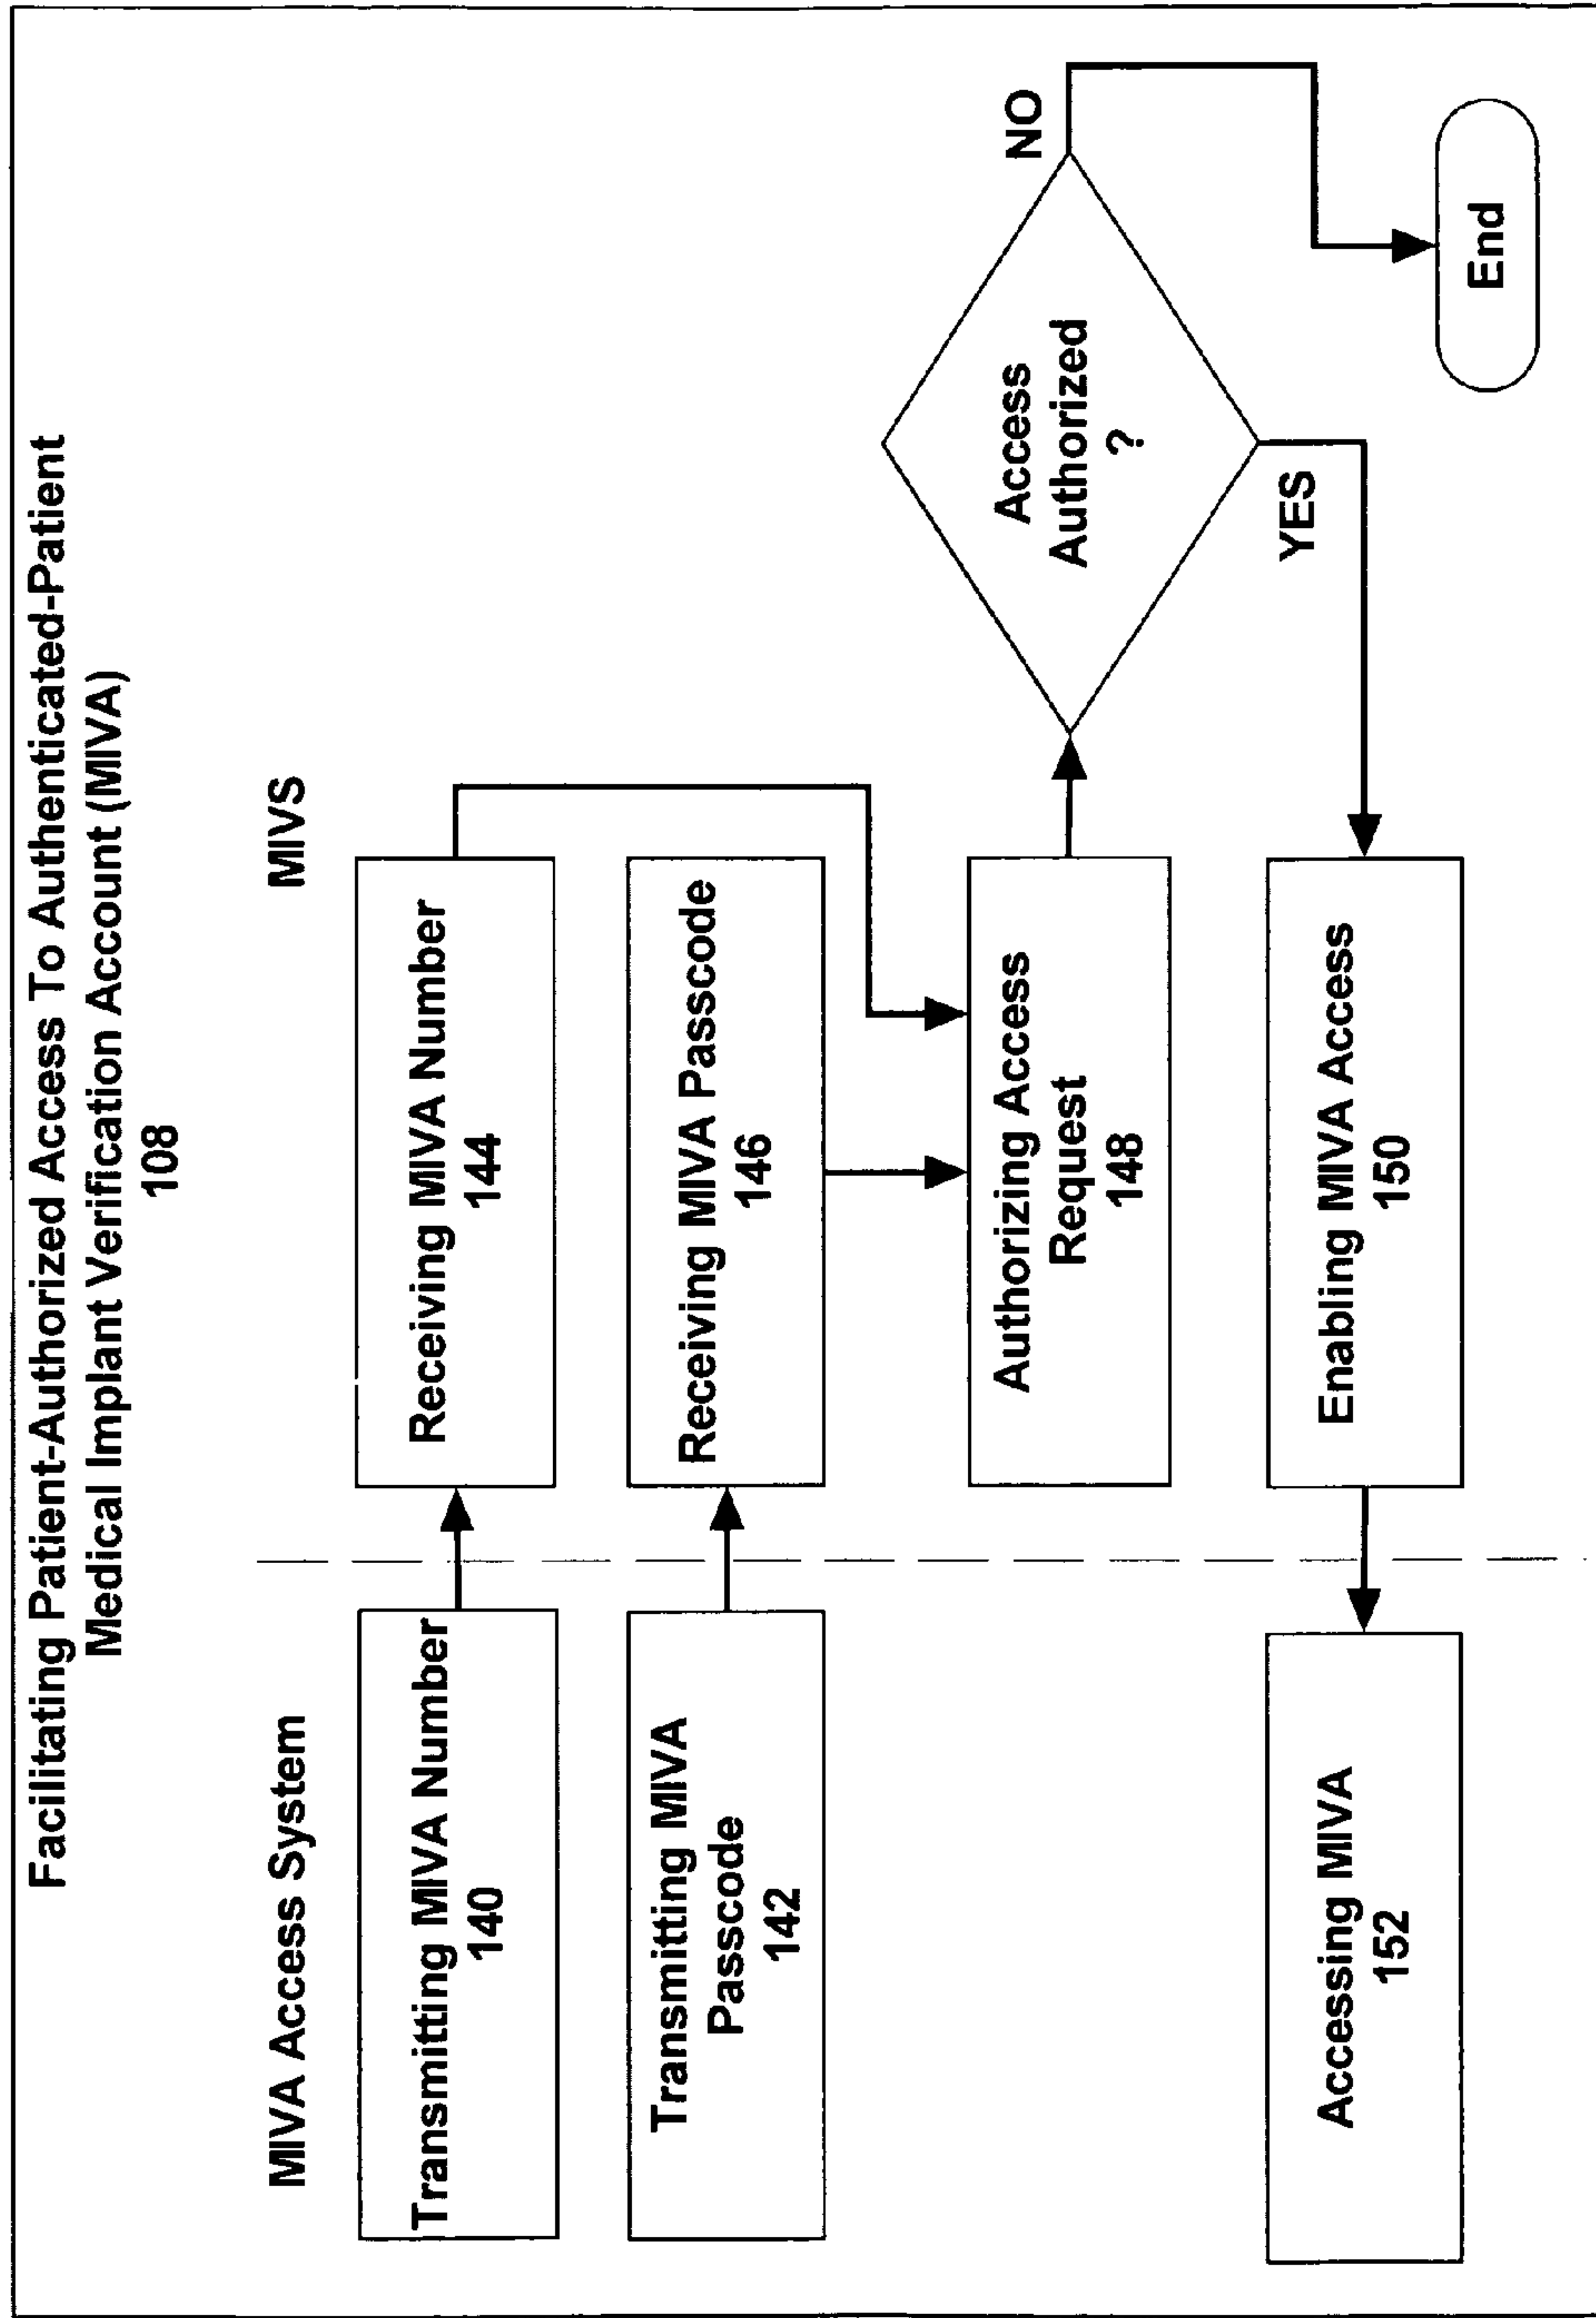 Facilitating Patient-Authorized Access To Authenticated-Patient
Medical Implant Verification Account (MIVA)
108
MIVA Access System
MIVS
Transmitting MIVA Number
140
Receiving MIVA Number
144
Transmitting MIVA
Passcode
142
Receiving MIVA Passcode
146
Authorizing Access
Request
148
Access
Authorized
?
NO
YES
Accessing MIVA
152
Enabling MIVA Access
150
End